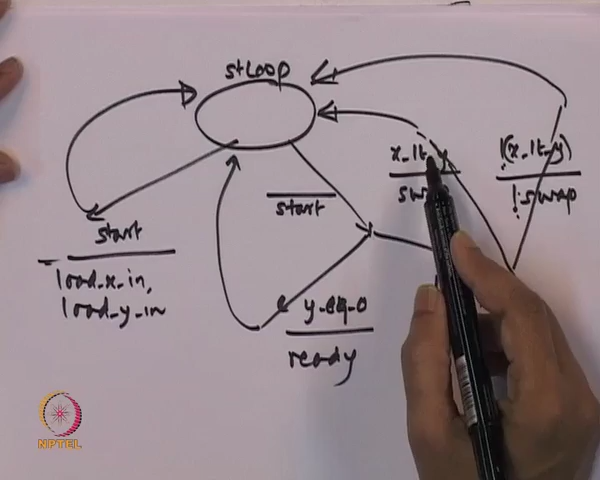 stLoop
x_lt_y
!(x_lt_y)
sw
!swap
start
start
load_x_in,
load_y_in
y_eq_0
ready
NPTEL